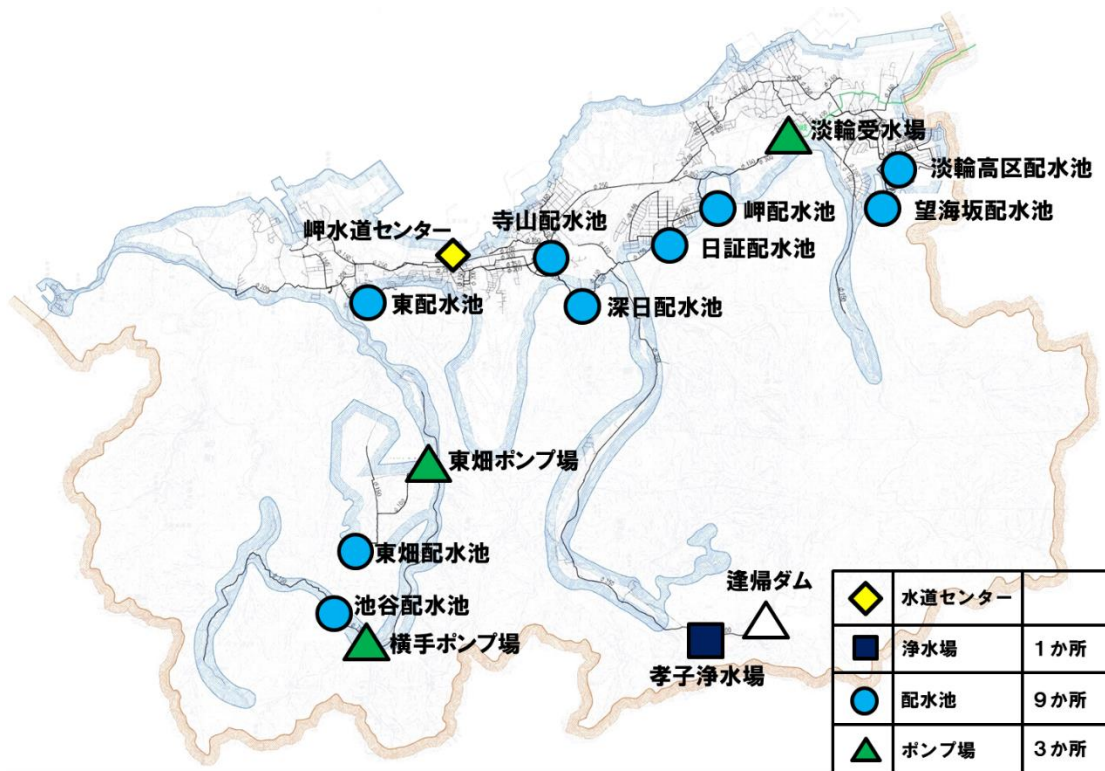 淡輪受水場
淡輪高区配水池
望海坂配水池
岬配水池
日証配水池
寺山配水池
岬水道センター
東配水池
深日配水池
東畑ポンプ場
東畑配水池
池谷配水池
横手ポンプ場
逢帰ダム
孝子浄水場
水道センター
浄水場 1か所
配水池 9か所
ポンプ場 3か所